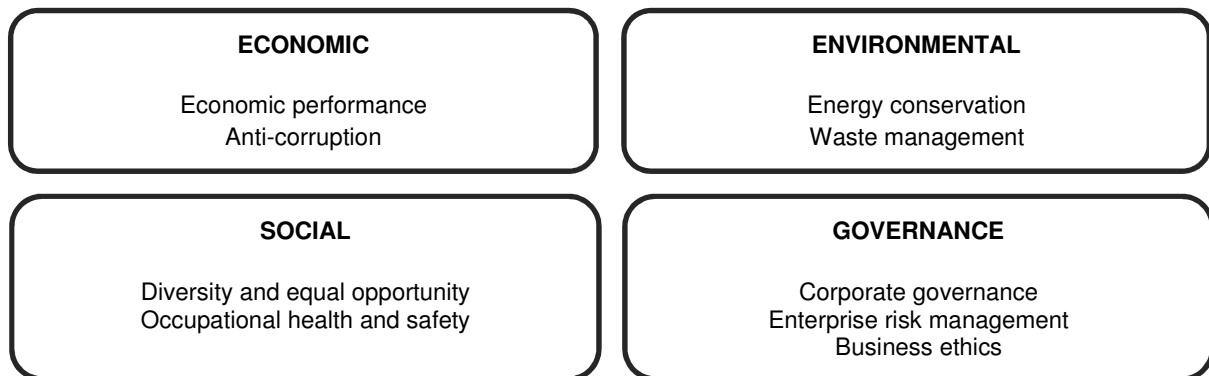 ECONOMIC
Economic performance
Anti-corruption
ENVIRONMENTAL
Energy conservation
Waste management
SOCIAL
Diversity and equal opportunity
Occupational health and safety
GOVERNANCE
Corporate governance
Enterprise risk management
Business ethics